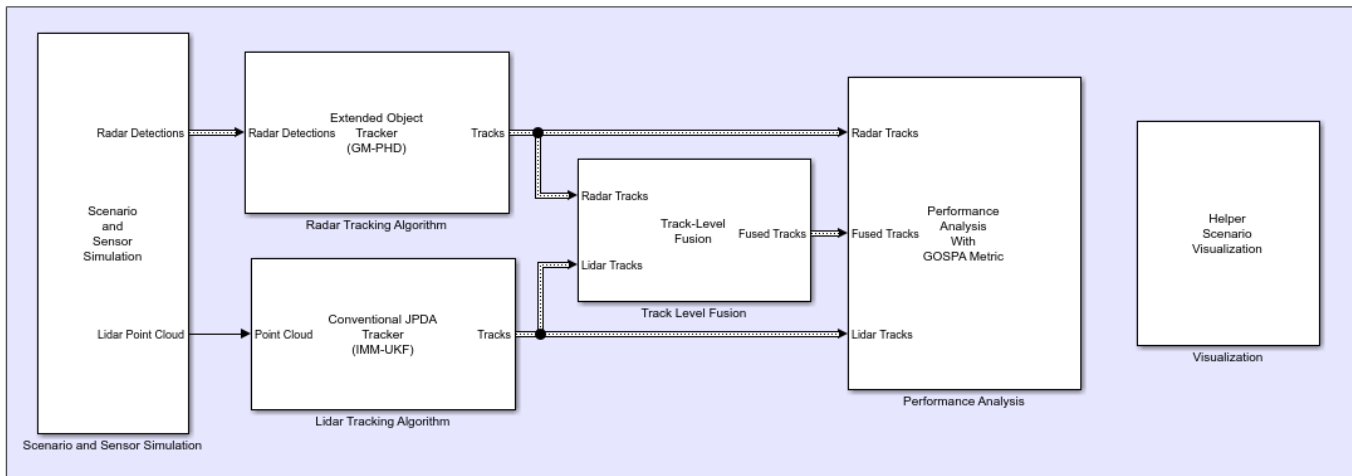 Radar Detections
Scenario
and
Sensor
Simulation
Lidar Point Cloud
Scenario and Sensor Simulation
Radar Detections
Extended Object
Tracker
(GM-PHD)
Tracks
Radar Tracking Algorithm
Point Cloud
Conventional JPDA
Tracker
(IMM-UKF)
Tracks
Lidar Tracking Algorithm
Radar Tracks
Track-Level
Fusion
Fused Tracks
Lidar Tracks
Track Level Fusion
Radar Tracks
Fused Tracks
Performance
Analysis
With
GOSPA Metric
Lidar Tracks
Performance Analysis
Helper
Scenario
Visualization
Visualization